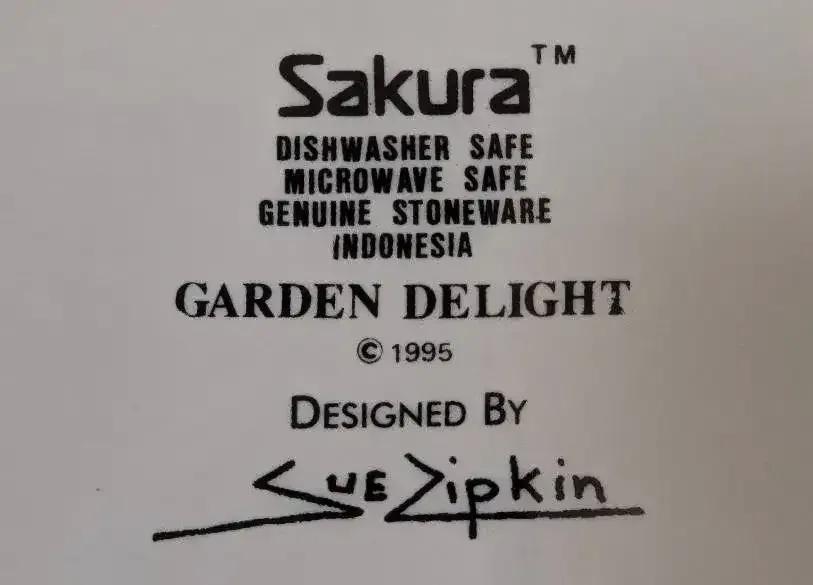 Sakura™
DISHWASHER SAFE
MICROWAVE SAFE
GENUINE STONEWARE
INDONESIA
GARDEN DELIGHT
© 1995
DESIGNED BY
Sue Zipkin